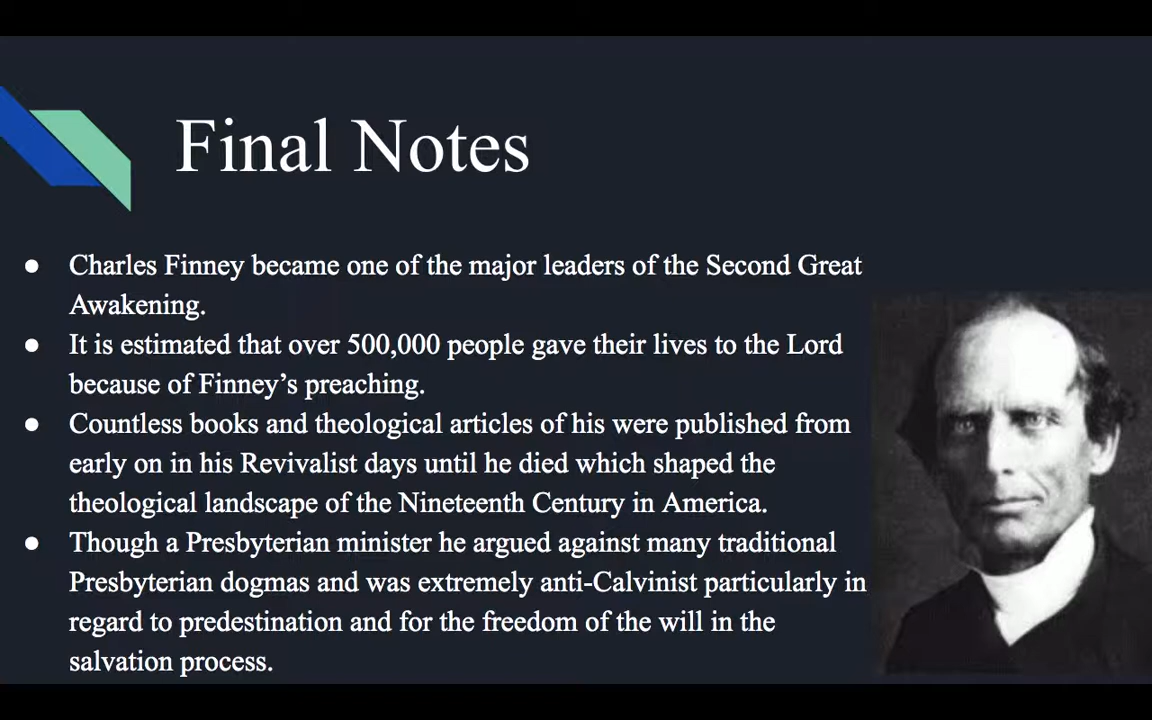 Final Notes
● Charles Finney became one of the major leaders of the Second Great
Awakening.
● It is estimated that over 500,000 people gave their lives to the Lord
because of Finney’s preaching.
● Countless books and theological articles of his were published from
early on in his Revivalist days until he died which shaped the
theological landscape of the Nineteenth Century in America.
● Though a Presbyterian minister he argued against many traditional
Presbyterian dogmas and was extremely anti-Calvinist particularly in
regard to predestination and for the freedom of the will in the
salvation process.